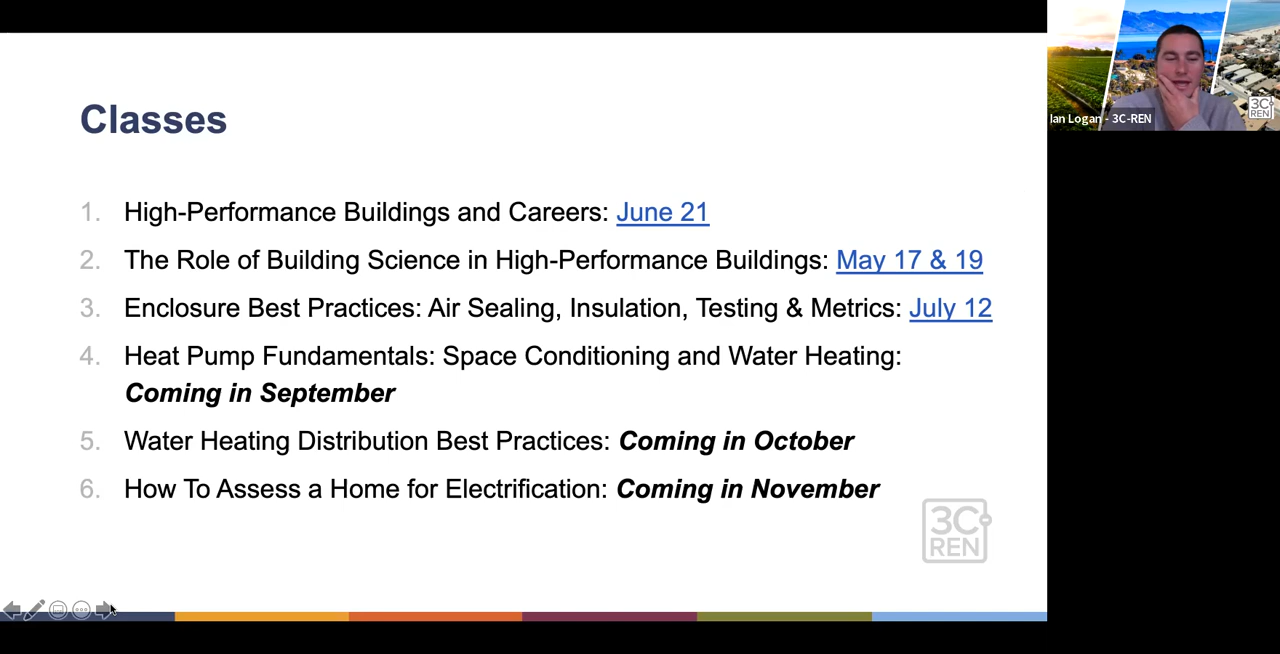 Classes
1. High-Performance Buildings and Careers: June 21
2. The Role of Building Science in High-Performance Buildings: May 17 & 19
3. Enclosure Best Practices: Air Sealing, Insulation, Testing & Metrics: July 12
4. Heat Pump Fundamentals: Space Conditioning and Water Heating:
Coming in September
5. Water Heating Distribution Best Practices: Coming in October
6. How To Assess a Home for Electrification: Coming in November
3C
REN
Ian Logan - 3C-REN
3C
REN